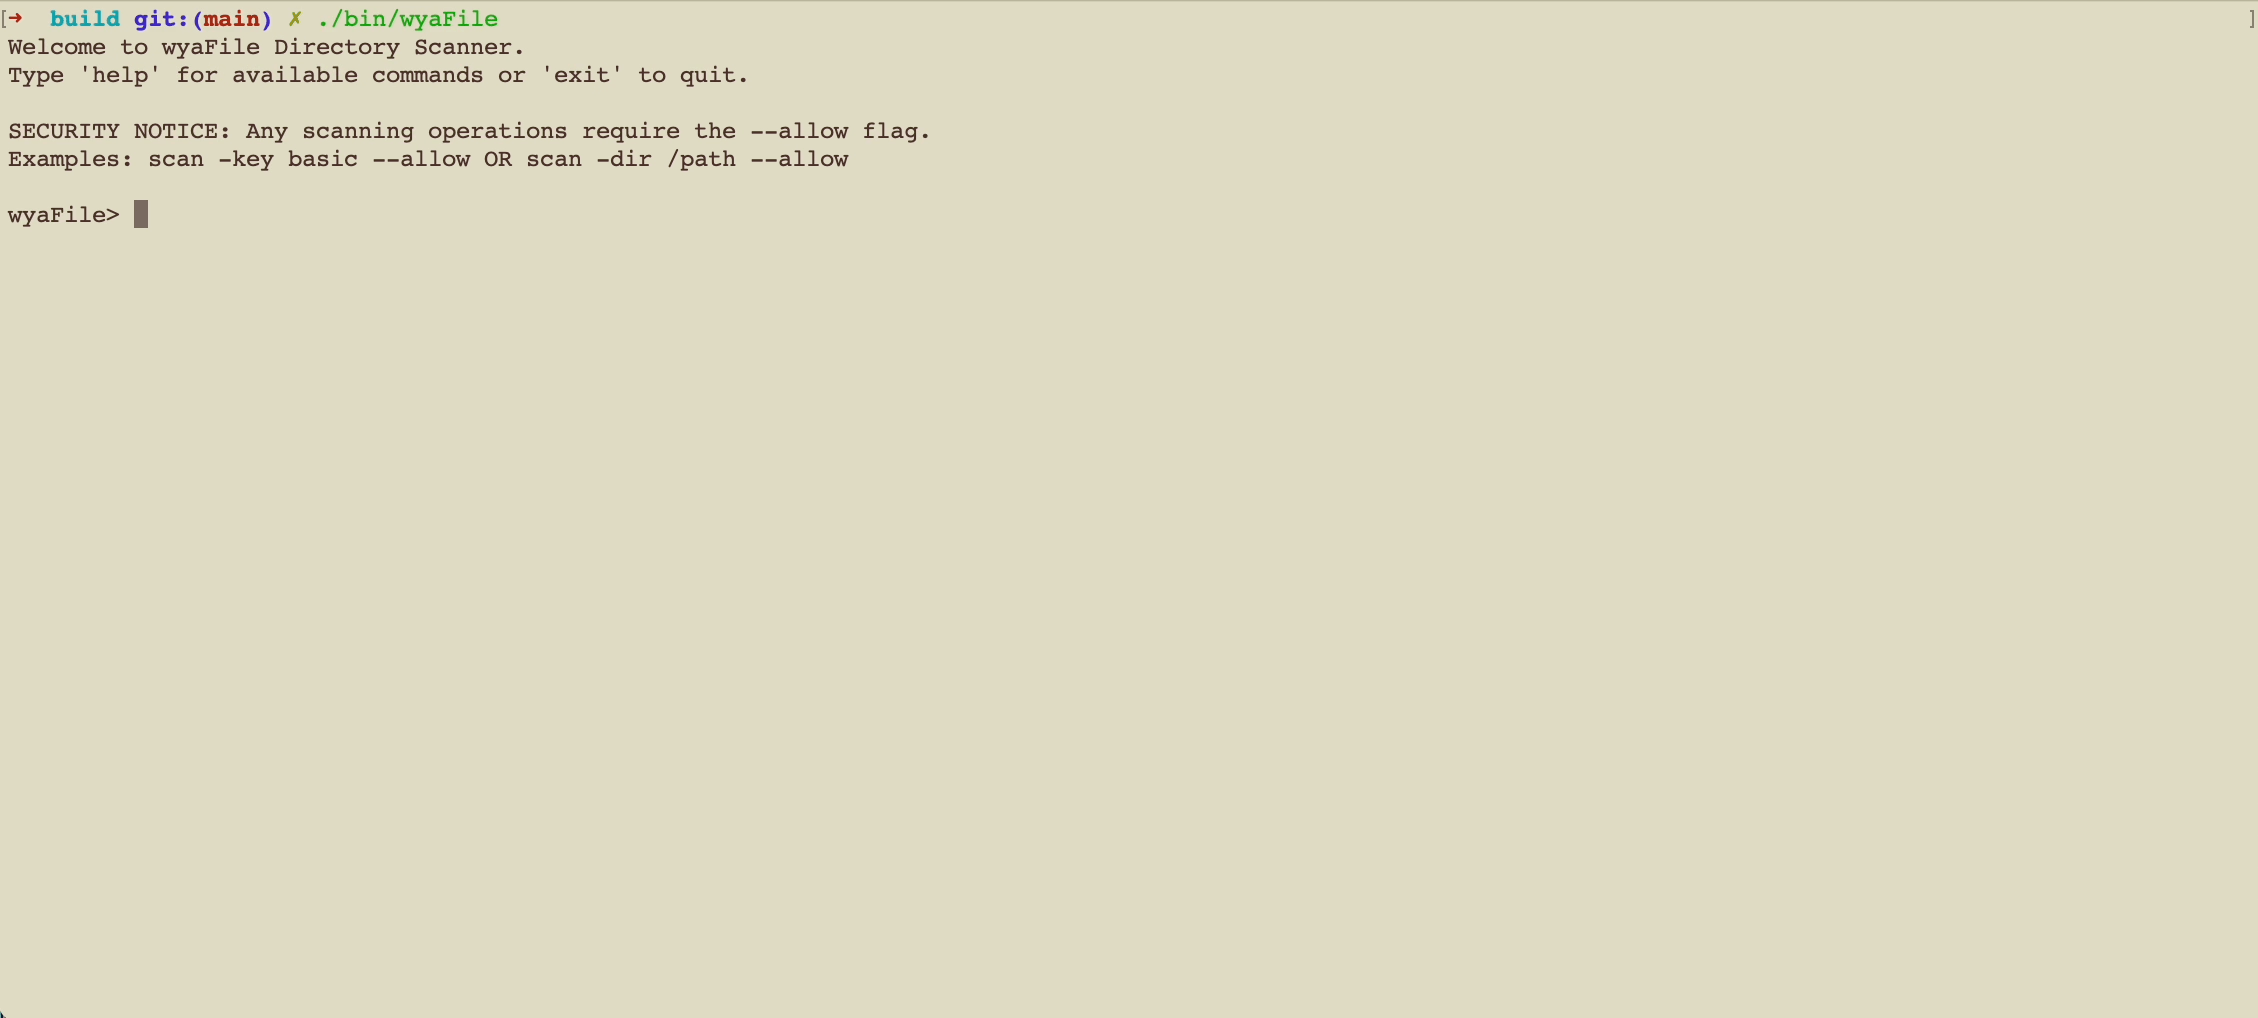 [➜  build git:(main) ✗ ./bin/wyaFile ]
Welcome to wyaFile Directory Scanner.
Type 'help' for available commands or 'exit' to quit.
SECURITY NOTICE: Any scanning operations require the --allow flag.
Examples: scan -key basic --allow OR scan -dir /path --allow
wyaFile>